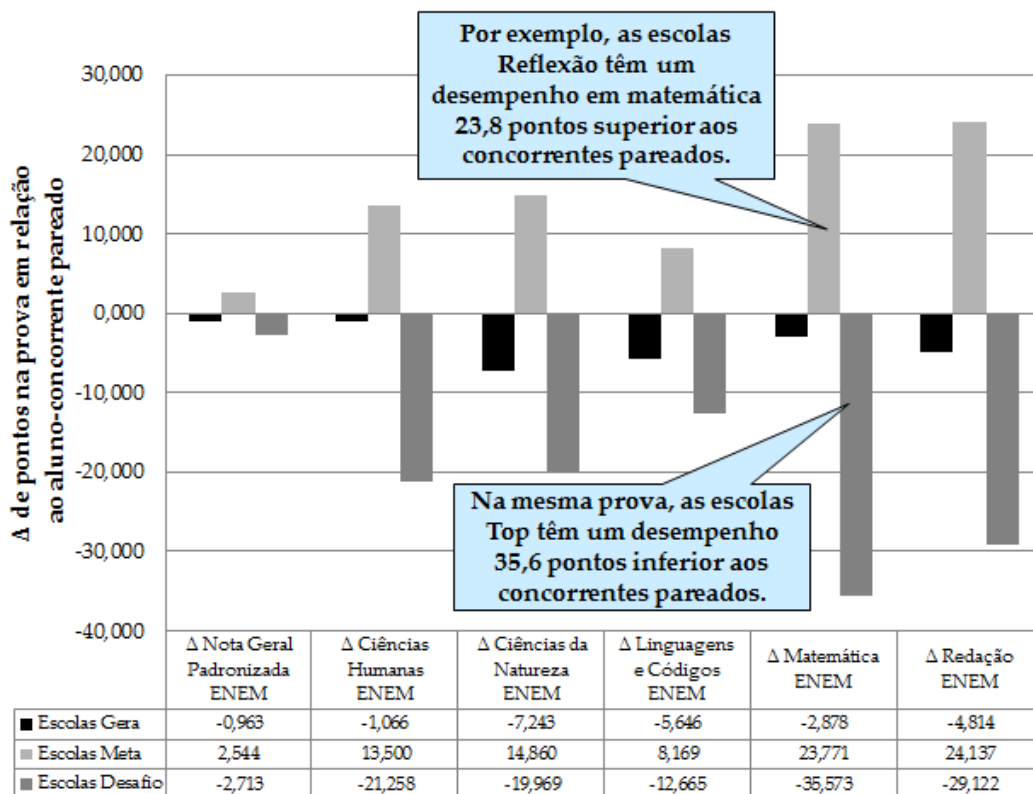 Por exemplo, as escolas
Reflexão têm um
desempenho em matemática
23,8 pontos superior aos
concorrentes pareados.
Δ de pontos na prova em relação
ao aluno-concorrente pareado
30,000
20,000
10,000
0,000
-10,000
-20,000
-30,000
-40,000
Na mesma prova, as escolas
Top têm um desempenho
35,6 pontos inferior aos
concorrentes pareados.
Δ Nota Geral Padronizada ENEM Δ Ciências Humanas ENEM Δ Ciências da Natureza ENEM Δ Linguagens e Códigos ENEM Δ Matemática ENEM Δ Redação ENEM
Escolas Gera -0,963 -1,066 -7,243 -5,646 -2,878 -4,814
Escolas Meta 2,544 13,500 14,860 8,169 23,771 24,137
Escolas Desafio -2,713 -21,258 -19,969 -12,665 -35,573 -29,122